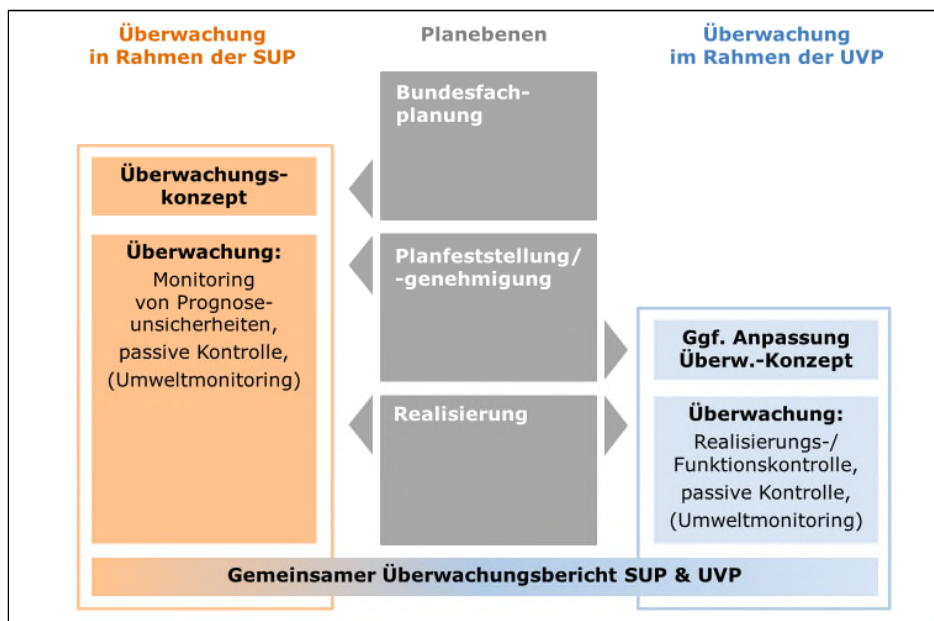 Überwachung
in Rahmen der SUP
Planebenen
Überwachung
im Rahmen der UVP
Bundesfach-
planung
Überwachungs-
konzept
Überwachung:
Monitoring
von Prognose-
unsicherheiten,
passive Kontrolle,
(Umweltmonitoring)
Planfeststellung/
-genehmigung
Ggf. Anpassung
Überw.-Konzept
Realisierung
Überwachung:
Realisierungs-/
Funktionskontrolle,
passive Kontrolle,
(Umweltmonitoring)
Gemeinsamer Überwachungsbericht SUP & UVP